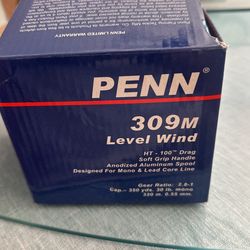 PENN LIMITED WARRANTY
PENN®
309M
Level Wind
HT - 100™ Drag
Soft Grip Handle
Anodized Aluminum Spool
Designed For Mono & Lead Core Line
Gear Ratio: 2.8-1
Cap.- 350 yds. 30 lb. mono
320 m. 0.55 mm.